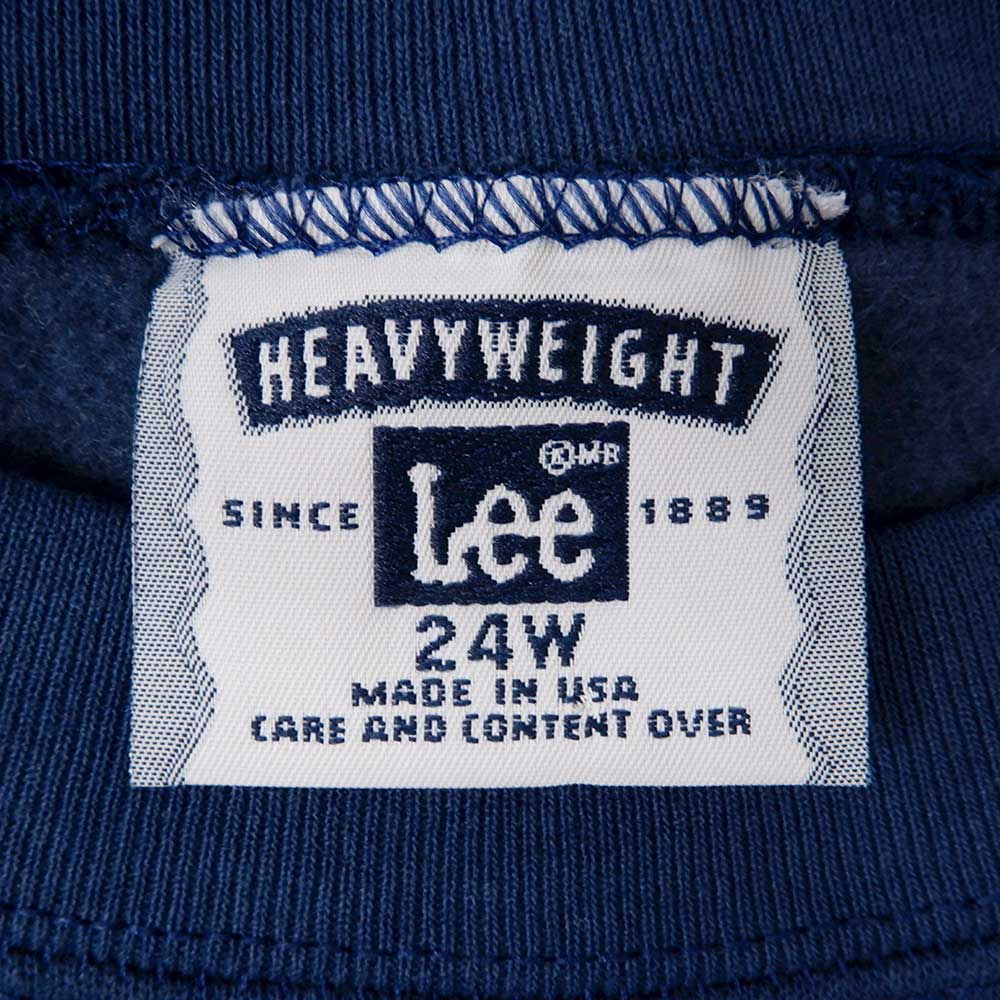 HEAVYWEIGHT
®MR
SINCE Lee 1889
24W
MADE IN USA
CARE AND CONTENT OVER